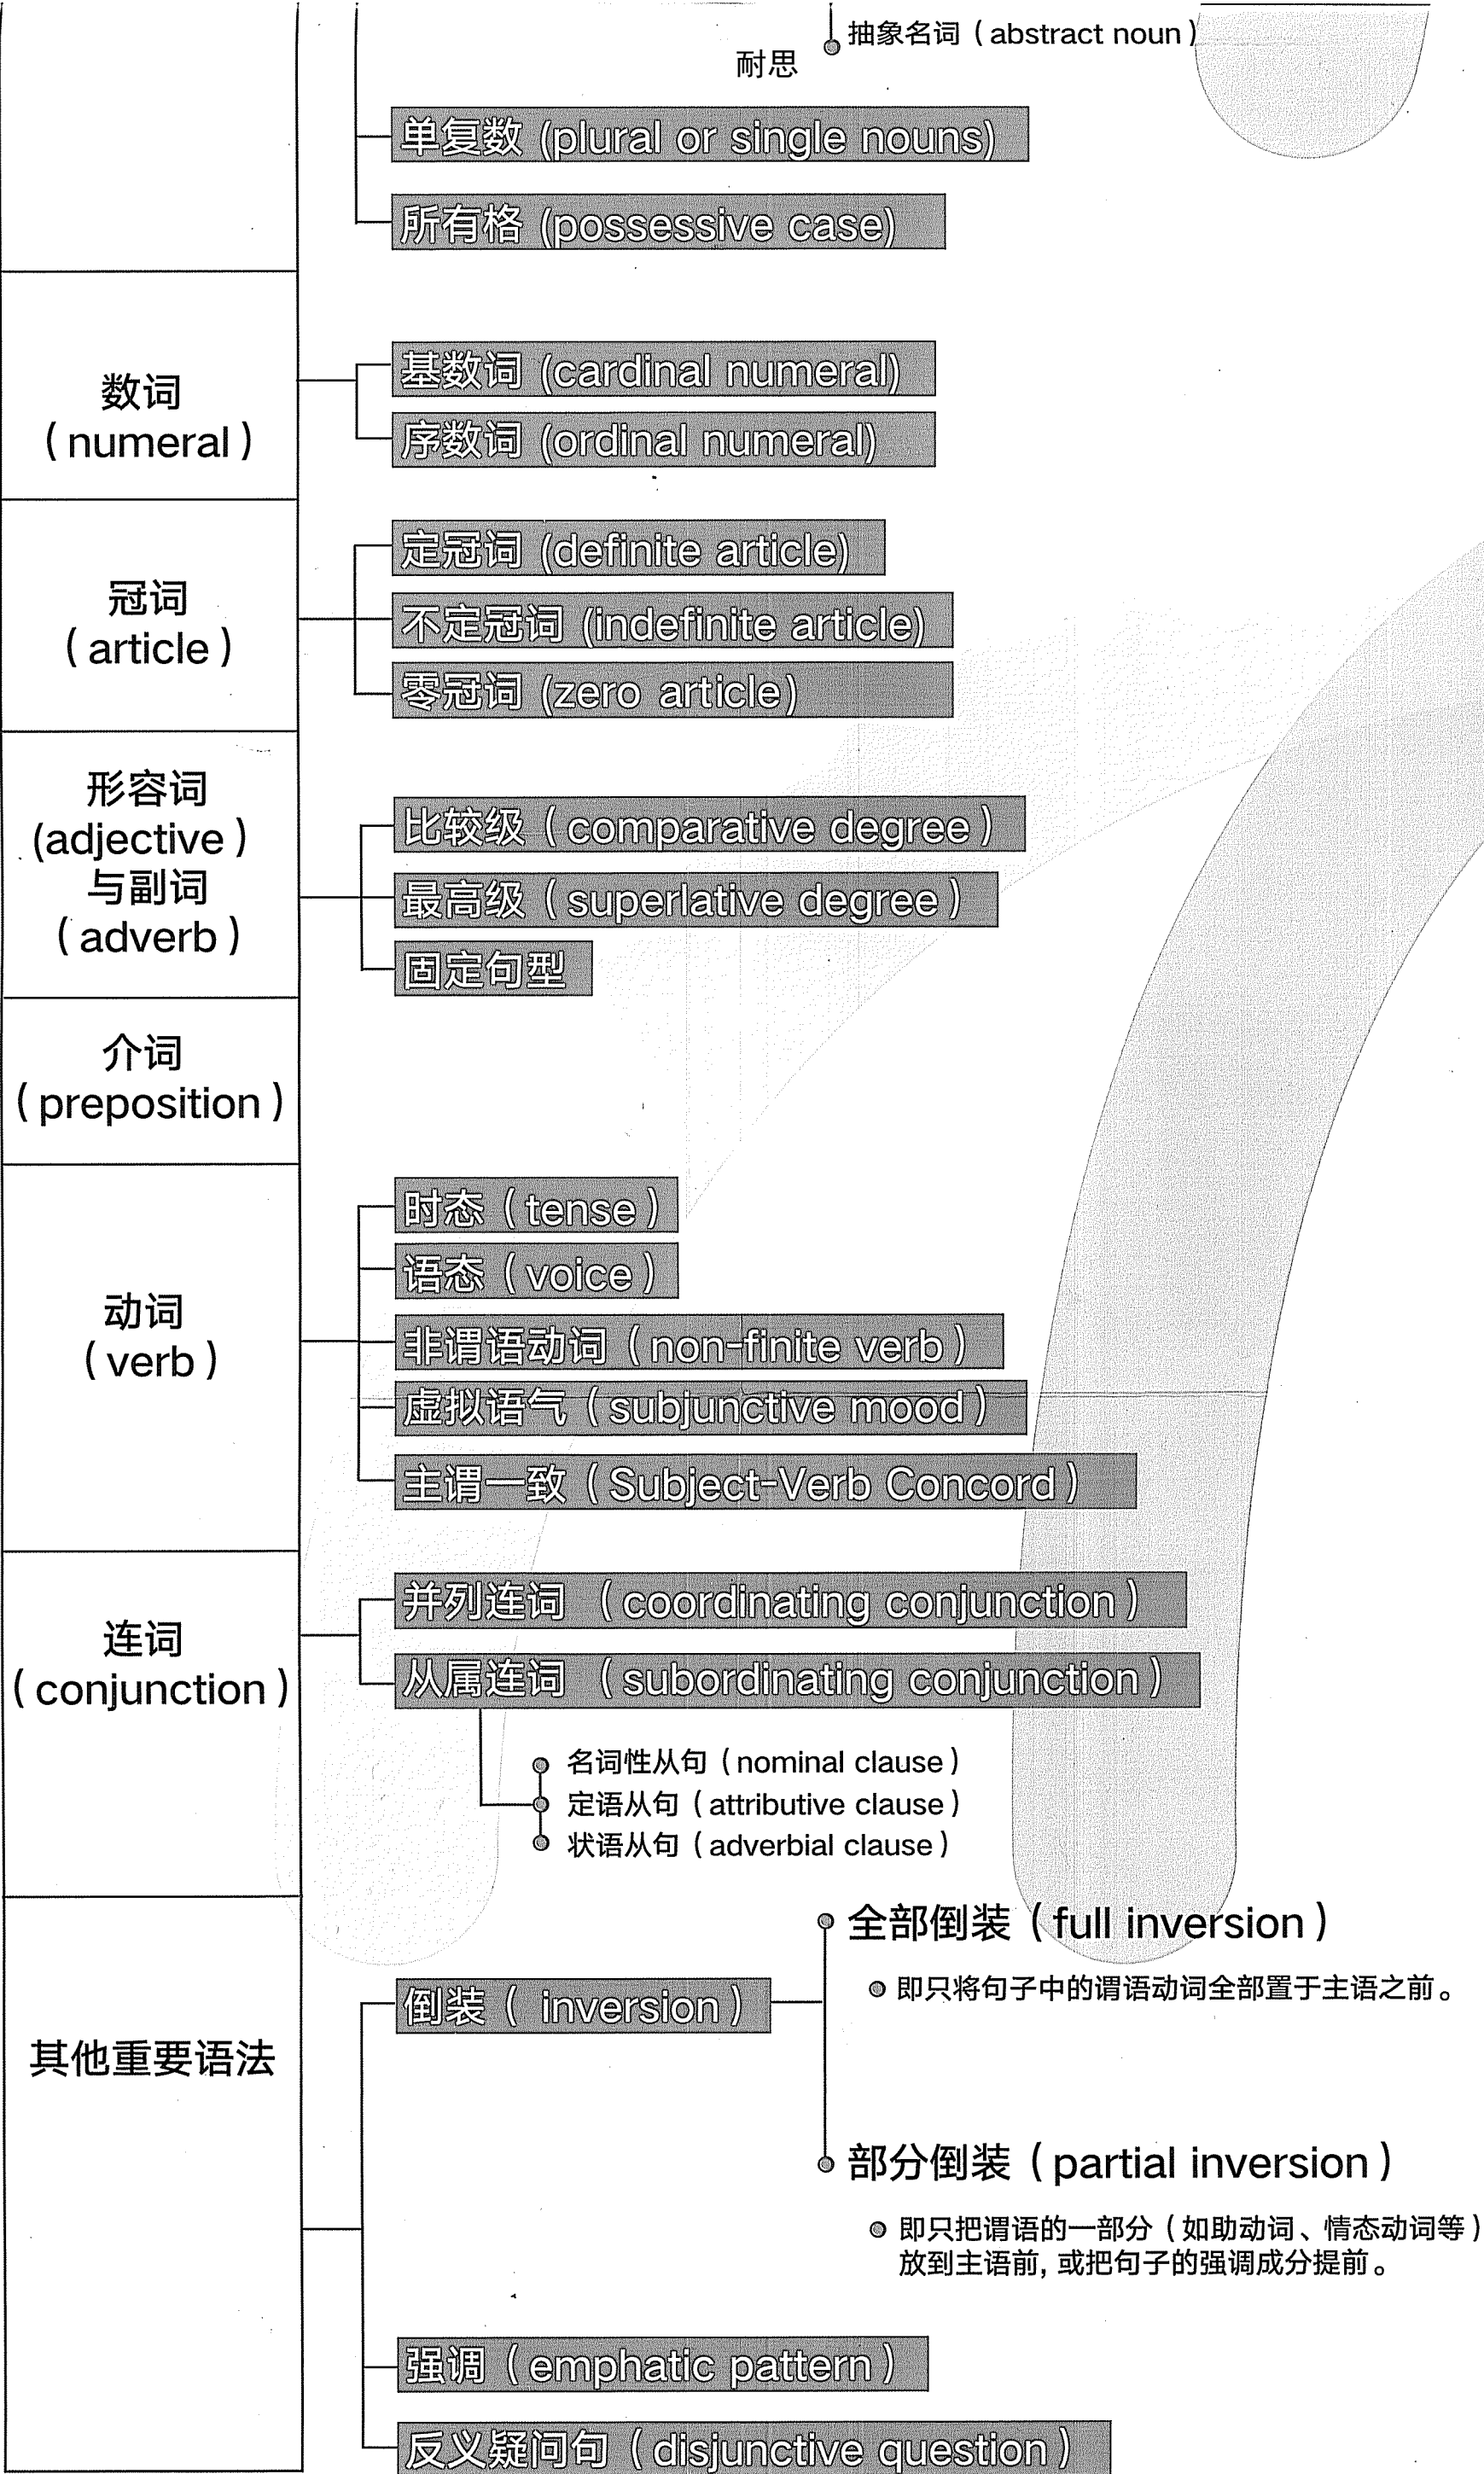 抽象名词（abstract noun）
耐思
单复数 (plural or single nouns)
所有格 (possessive case)
数词
（numeral）
基数词 (cardinal numeral)
序数词 (ordinal numeral)
冠词
（article）
定冠词 (definite article)
不定冠词 (indefinite article)
零冠词 (zero article)
形容词
(adjective）
与副词
（adverb）
比较级（comparative degree）
最高级（superlative degree）
固定句型
介词
（preposition）
动词
（verb）
时态（tense）
语态（voice）
非谓语动词（non-finite verb）
虚拟语气（subjunctive mood）
主谓一致（Subject-Verb Concord）
连词
（conjunction）
并列连词 （coordinating conjunction）
从属连词 （subordinating conjunction）
名词性从句（nominal clause）
定语从句（attributive clause）
状语从句（adverbial clause）
其他重要语法
倒装（ inversion）
全部倒装（full inversion）
即只将句子中的谓语动词全部置于主语之前。
部分倒装（partial inversion）
即只把谓语的一部分（如助动词、情态动词等）
放到主语前, 或把句子的强调成分提前。
强调（emphatic pattern）
反义疑问句（disjunctive question）